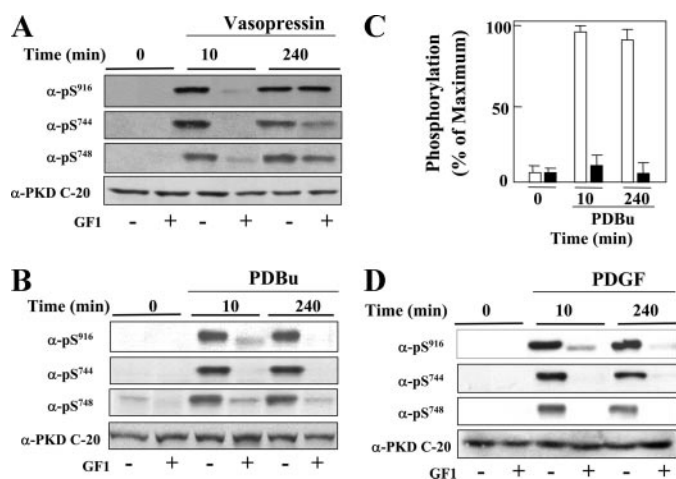 A
Vasopressin
Time (min) 0 10 240
α-pS⁹¹⁶
α-pS⁷⁴⁴
α-pS⁷⁴⁸
α-PKD C-20
GF1 - + - + - +
B
PDBu
Time (min) 0 10 240
α-pS⁹¹⁶
α-pS⁷⁴⁴
α-pS⁷⁴⁸
α-PKD C-20
GF1 - + - + - +
C
Phosphorylation
(% of Maximum)
100
50
0
0 10 240
PDBu
Time (min)
D
PDGF
Time (min) 0 10 240
α-pS⁹¹⁶
α-pS⁷⁴⁴
α-pS⁷⁴⁸
α-PKD C-20
GF1 - + - + - +